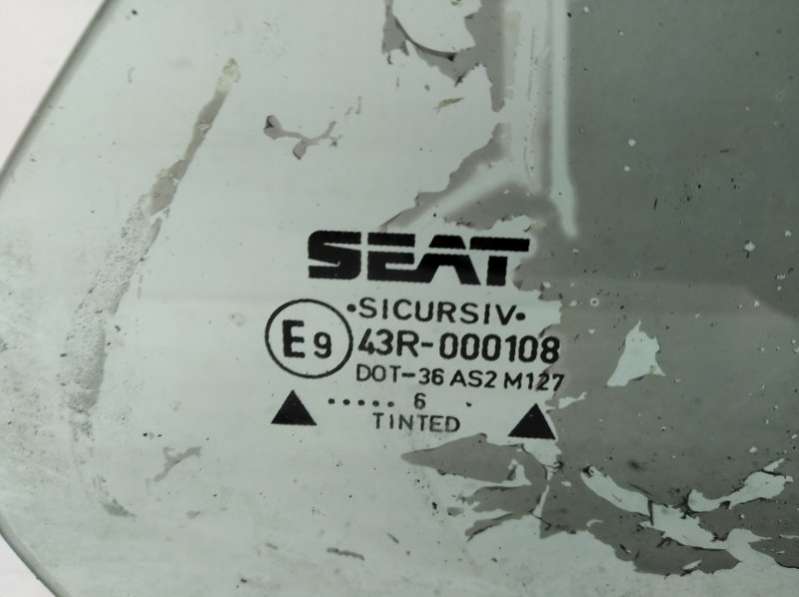 SEAT
•SICURSIV•
E9 43R-000108
DOT-36 AS2 M127
..... 6 .
TINTED